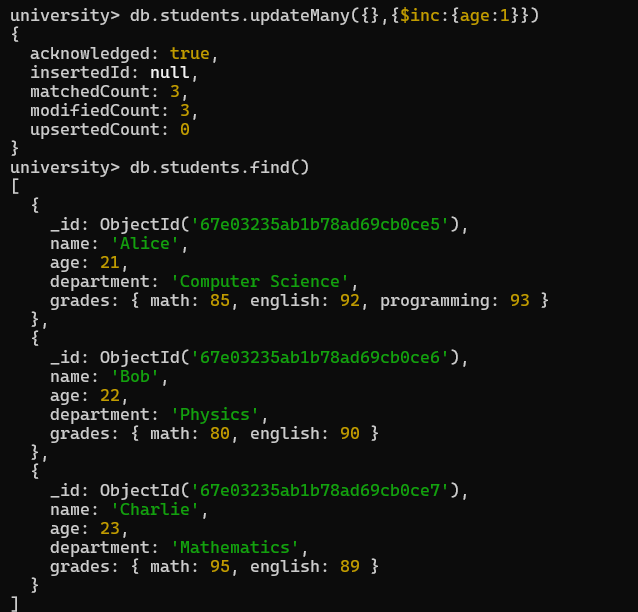 university> db.students.updateMany({},{$inc:{age:1}})
{
  acknowledged: true,
  insertedId: null,
  matchedCount: 3,
  modifiedCount: 3,
  upsertedCount: 0
}
university> db.students.find()
[
  {
    _id: ObjectId('67e03235ab1b78ad69cb0ce5'),
    name: 'Alice',
    age: 21,
    department: 'Computer Science',
    grades: { math: 85, english: 92, programming: 93 }
  },
  {
    _id: ObjectId('67e03235ab1b78ad69cb0ce6'),
    name: 'Bob',
    age: 22,
    department: 'Physics',
    grades: { math: 80, english: 90 }
  },
  {
    _id: ObjectId('67e03235ab1b78ad69cb0ce7'),
    name: 'Charlie',
    age: 23,
    department: 'Mathematics',
    grades: { math: 95, english: 89 }
  }
]